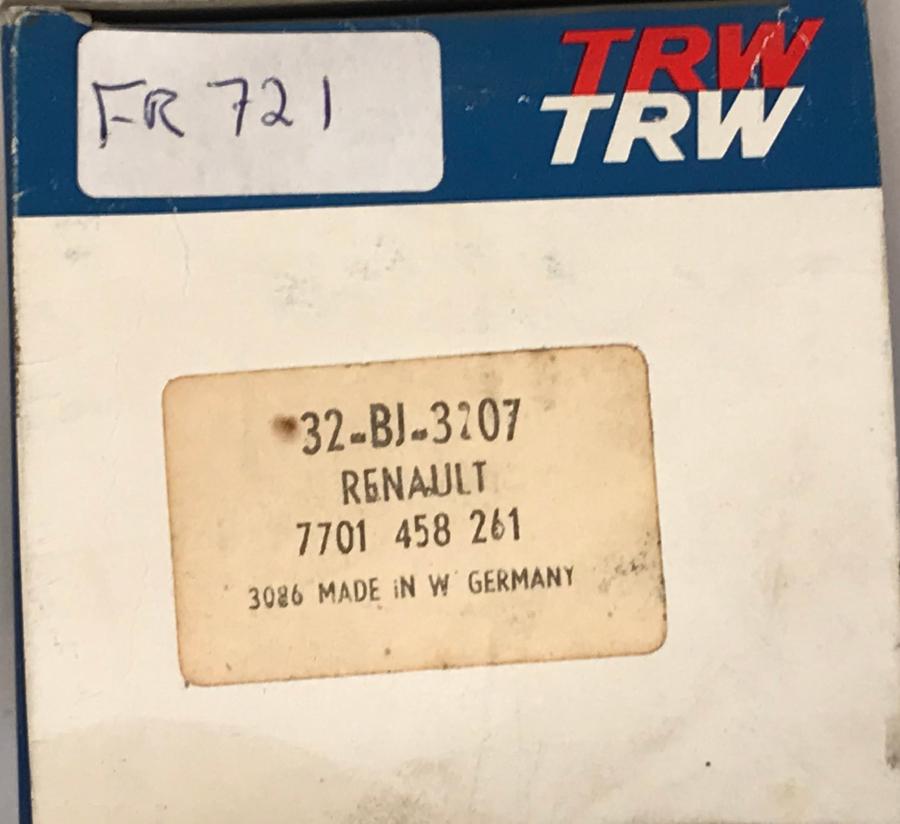 FR 721
TRW
TRW
32-BJ-3207
RENAULT
7701 458 261
3086 MADE iN W GERMANY